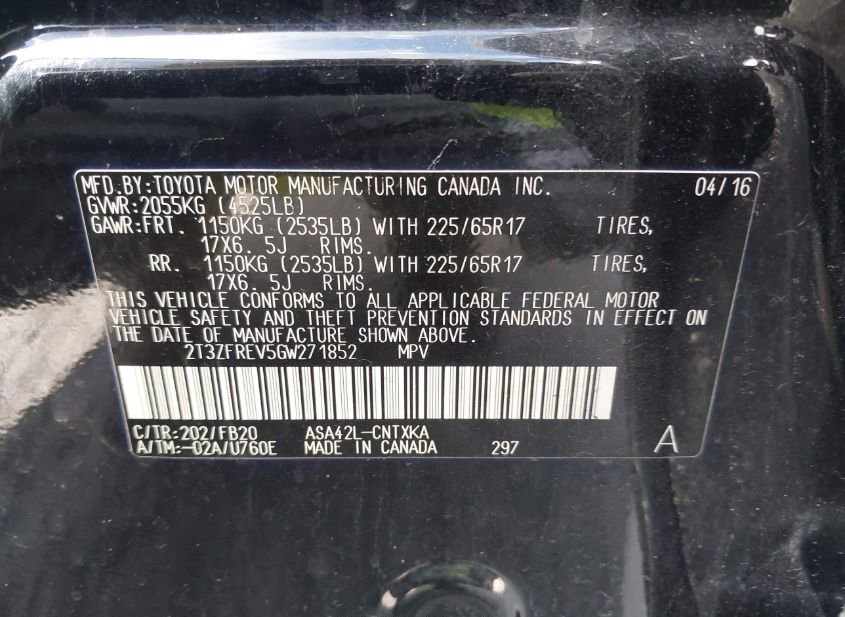 MFD.BY:TOYOTA MOTOR MANUFACTURING CANADA INC. 04/16
GVWR:2055KG (4525LB)
GAWR:FRT. 1150KG (2535LB) WITH 225/65R17 TIRES,
17X6. 5J RIMS.
RR. 1150KG (2535LB) WITH 225/65R17 TIRES,
17X6. 5J RIMS.
THIS VEHICLE CONFORMS TO ALL APPLICABLE FEDERAL MOTOR
VEHICLE SAFETY AND THEFT PREVENTION STANDARDS IN EFFECT ON
THE DATE OF MANUFACTURE SHOWN ABOVE.
2T3ZFREV5GW271852 MPV
C/TR:202/FB20 ASA42L-CNTXKA
A/TM:-02A/U760E MADE IN CANADA 297 A